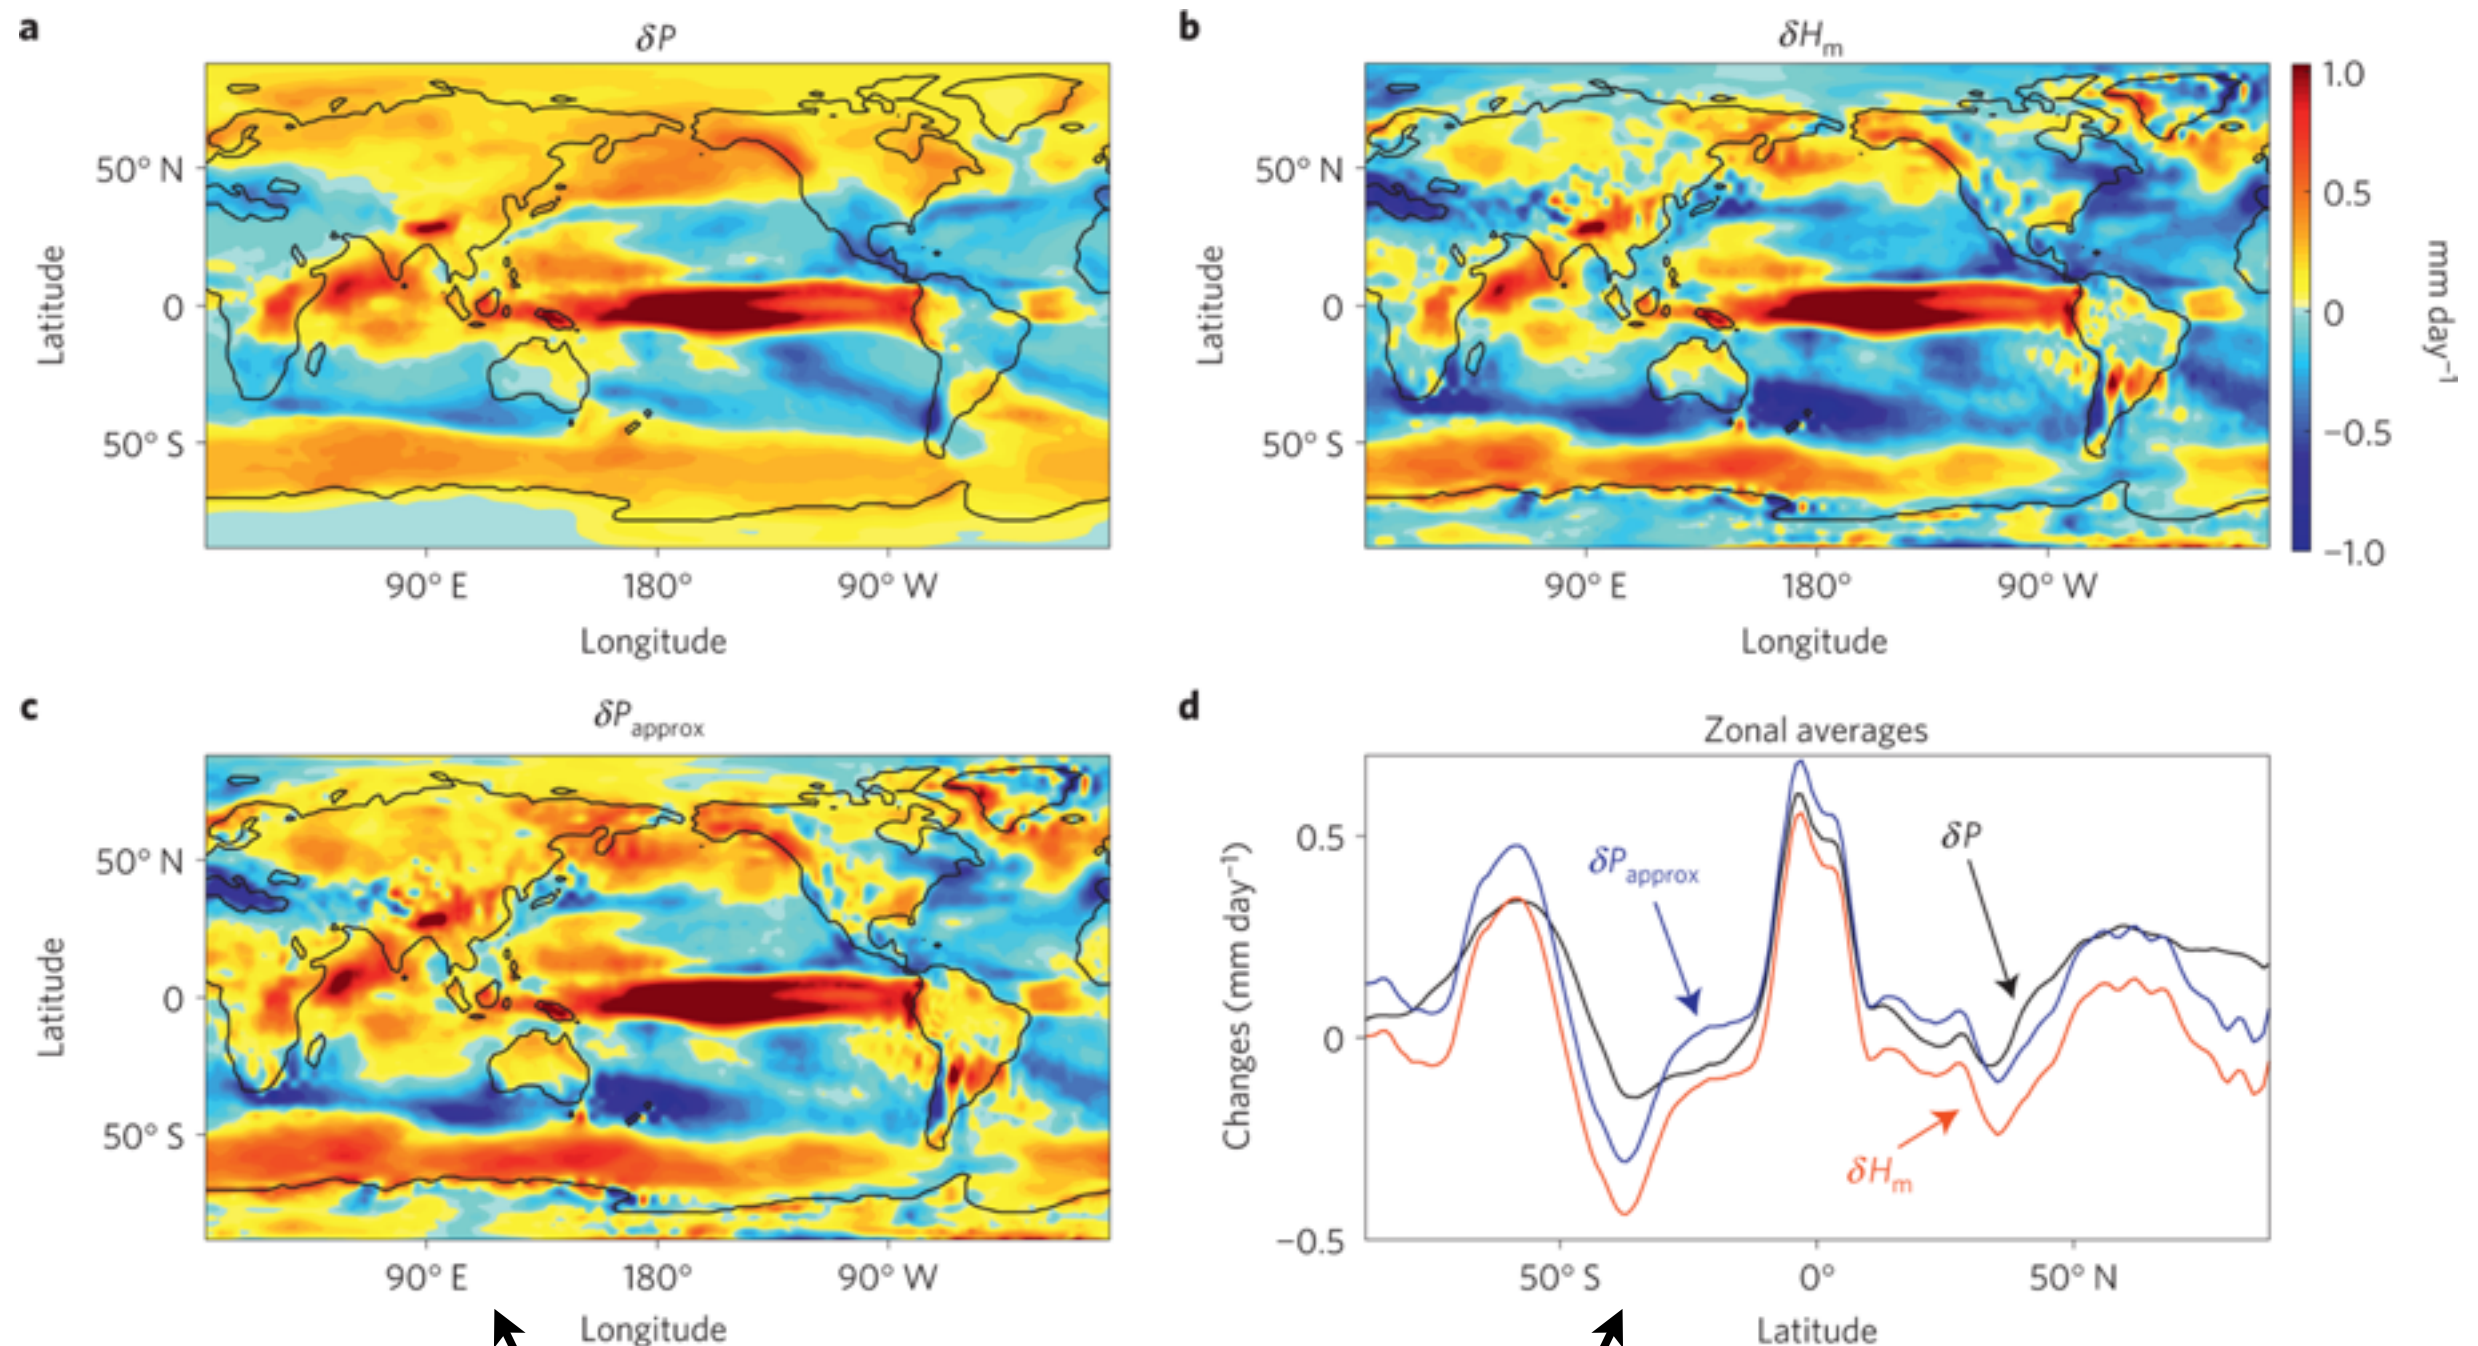 a
δP
50° N
0
50° S
Latitude
90° E 180° 90° W
Longitude
b
δHm
50° N
0
50° S
Latitude
90° E 180° 90° W
Longitude
1.0
0.5
0
−0.5
−1.0
mm day−1
c
δPapprox
50° N
0
50° S
Latitude
90° E 180° 90° W
Longitude
d
Zonal averages
0.5
0
−0.5
Changes (mm day−1)
δPapprox
δP
δHm
50° S 0° 50° N
Latitude